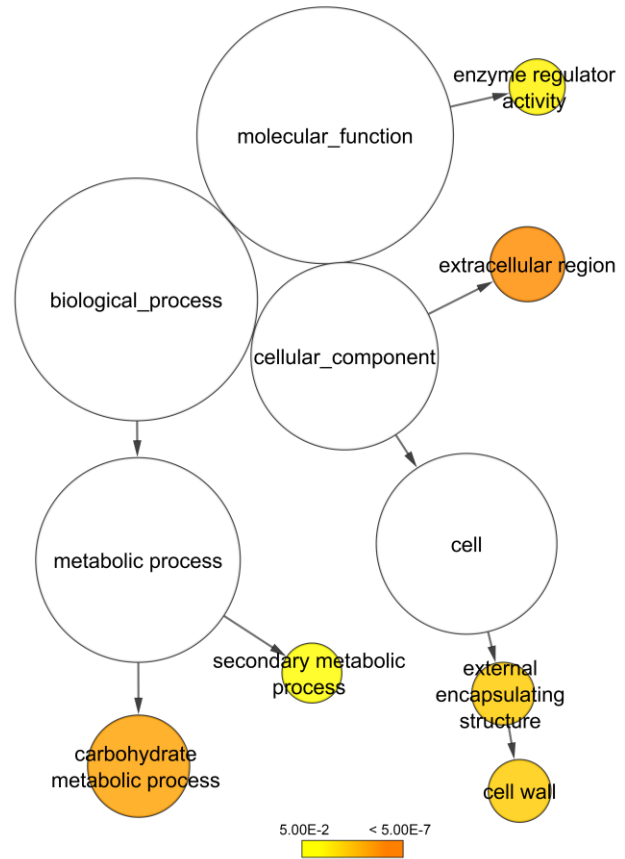 enzyme regulator
activity
molecular_function
extracellular region
biological_process
cellular_component
cell
metabolic process
secondary metabolic
process
external
encapsulating
structure
carbohydrate
metabolic process
cell wall
5.00E-2 < 5.00E-7